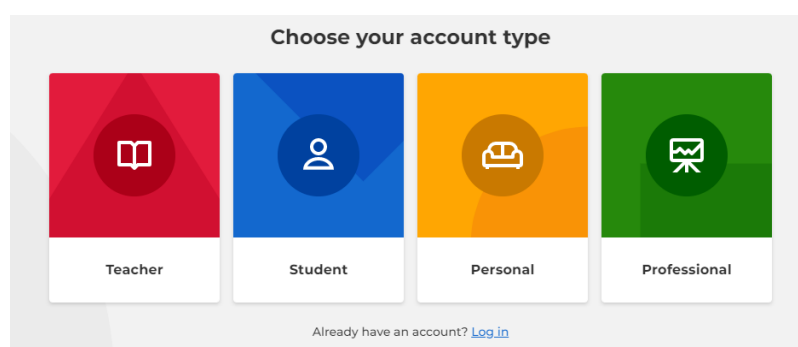 Choose your account type
Teacher Student Personal Professional
Already have an account? Log in